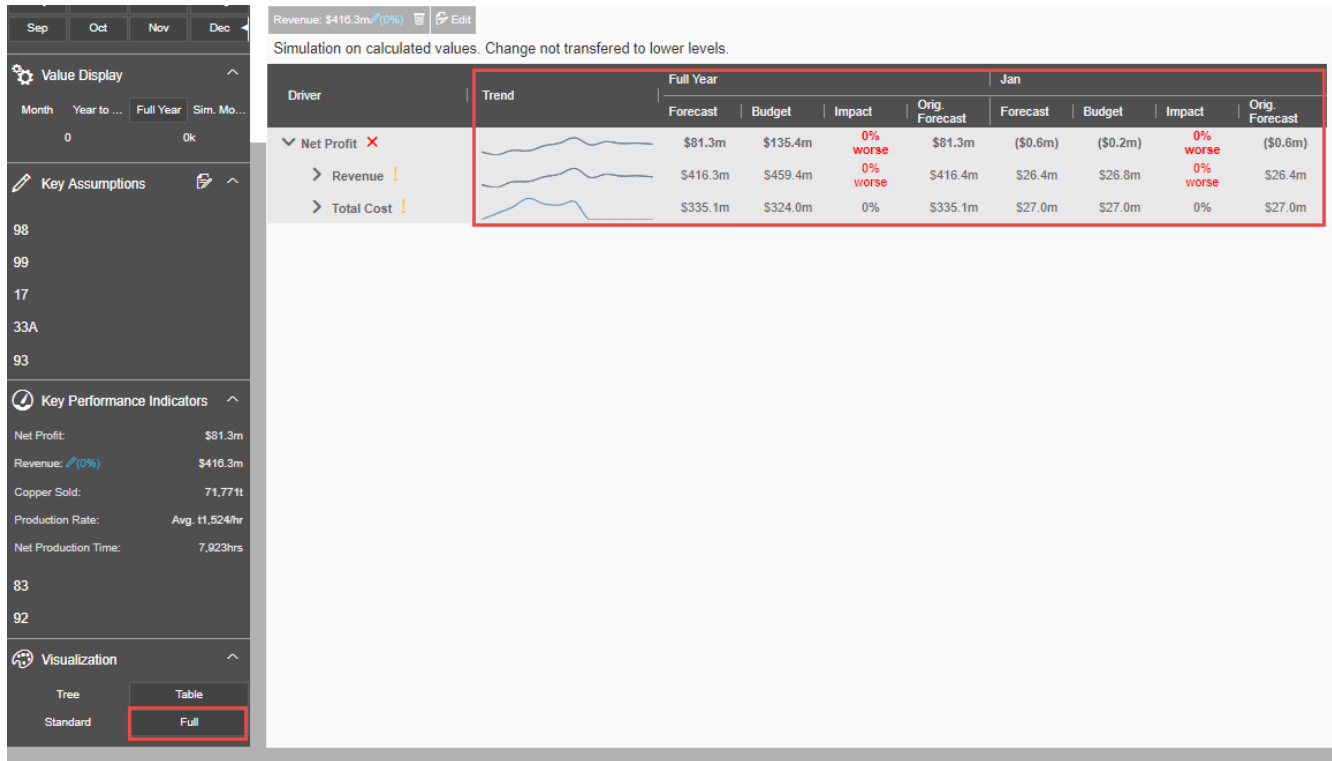 Sep Oct Nov Dec
Value Display
Month Year to ... Full Year Sim. Mo...
0 0k
Key Assumptions
98
99
17
33A
93
Key Performance Indicators
Net Profit: $81.3m
Revenue: (0%) $416.3m
Copper Sold: 71,771t
Production Rate: Avg. t1,524/hr
Net Production Time: 7,923hrs
83
92
Visualization
Tree Table
Standard Full
Revenue: $416.3m (0%) Edit
Simulation on calculated values. Change not transfered to lower levels.
Driver Trend Full Year Jan
Forecast Budget Impact Orig. Forecast Forecast Budget Impact Orig. Forecast
Net Profit $81.3m $135.4m 0% worse $81.3m ($0.6m) ($0.2m) 0% worse ($0.6m)
Revenue ! $416.3m $459.4m 0% worse $416.4m $26.4m $26.8m 0% worse $26.4m
Total Cost ! $335.1m $324.0m 0% $335.1m $27.0m $27.0m 0% $27.0m